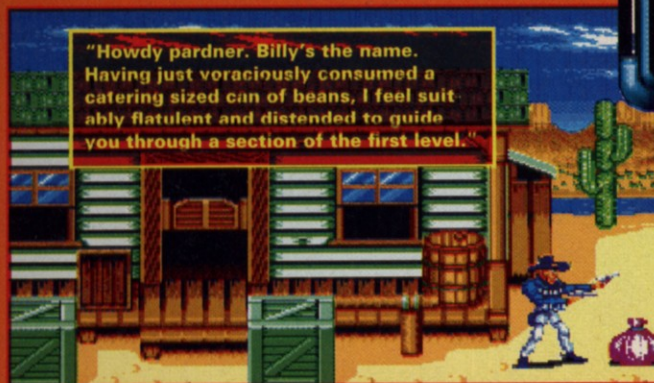 "Howdy pardner. Billy's the name.
Having just voraciously consumed a
catering sized can of beans, I feel suit-
ably flatulent and distended to guide
you through a section of the first level."